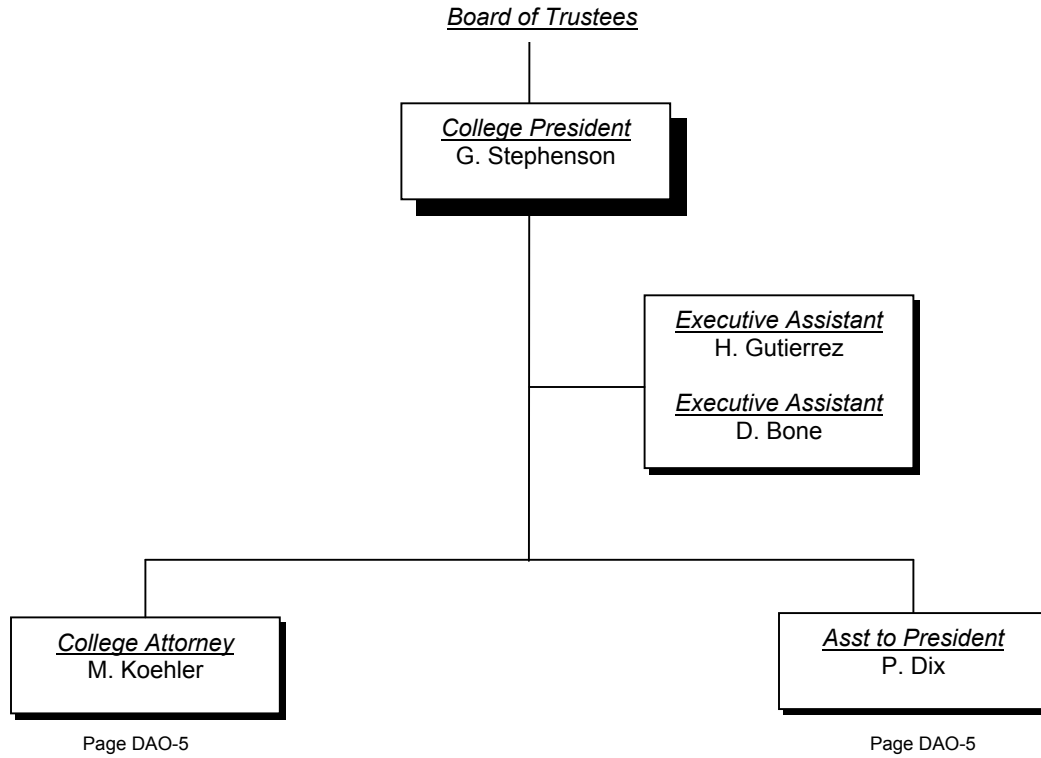 Board of Trustees
College President
G. Stephenson
Executive Assistant
H. Gutierrez
Executive Assistant
D. Bone
College Attorney
M. Koehler
Asst to President
P. Dix
Page DAO-5
Page DAO-5